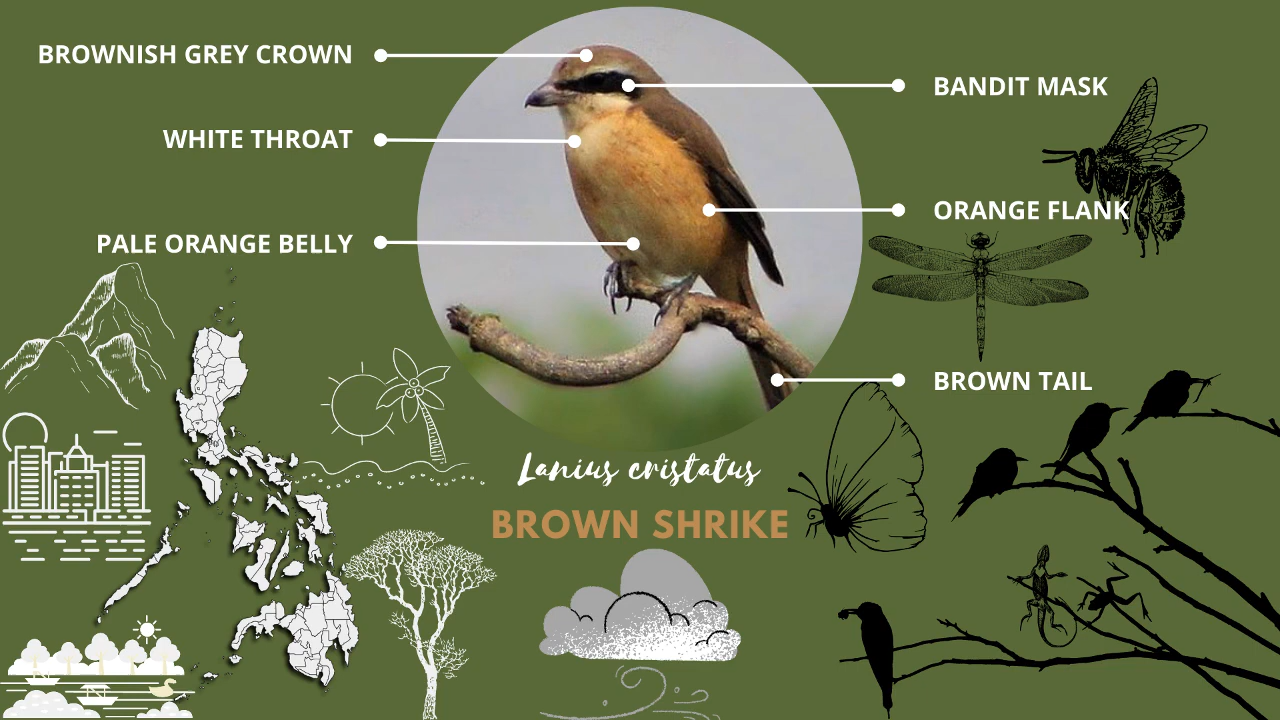 BROWNISH GREY CROWN
BANDIT MASK
WHITE THROAT
ORANGE FLANK
PALE ORANGE BELLY
BROWN TAIL
Lanius cristatus
BROWN SHRIKE